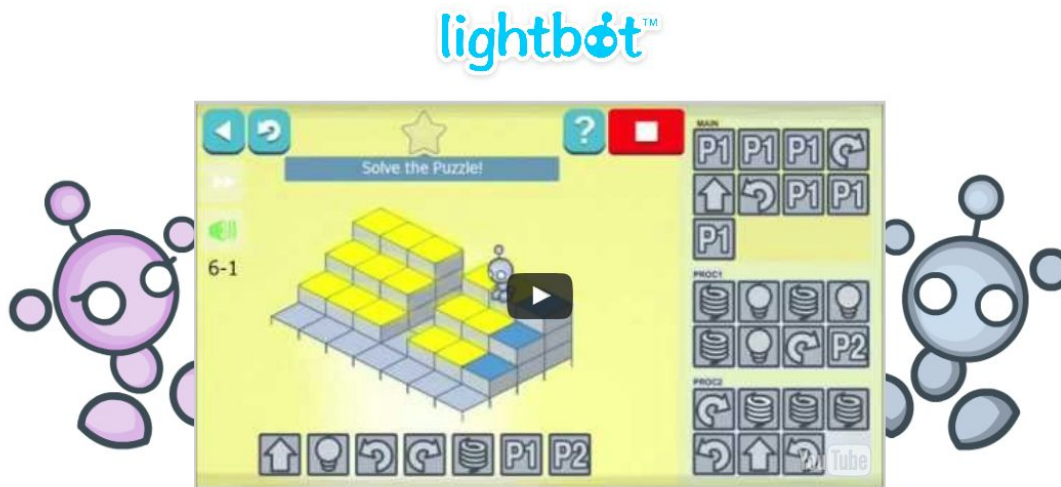 lightbot™
MAIN
P1 P1 P1
Solve the Puzzle!
P1 P1
P1
6-1
PROC1
P2
PROC2
P1 P2
YouTube